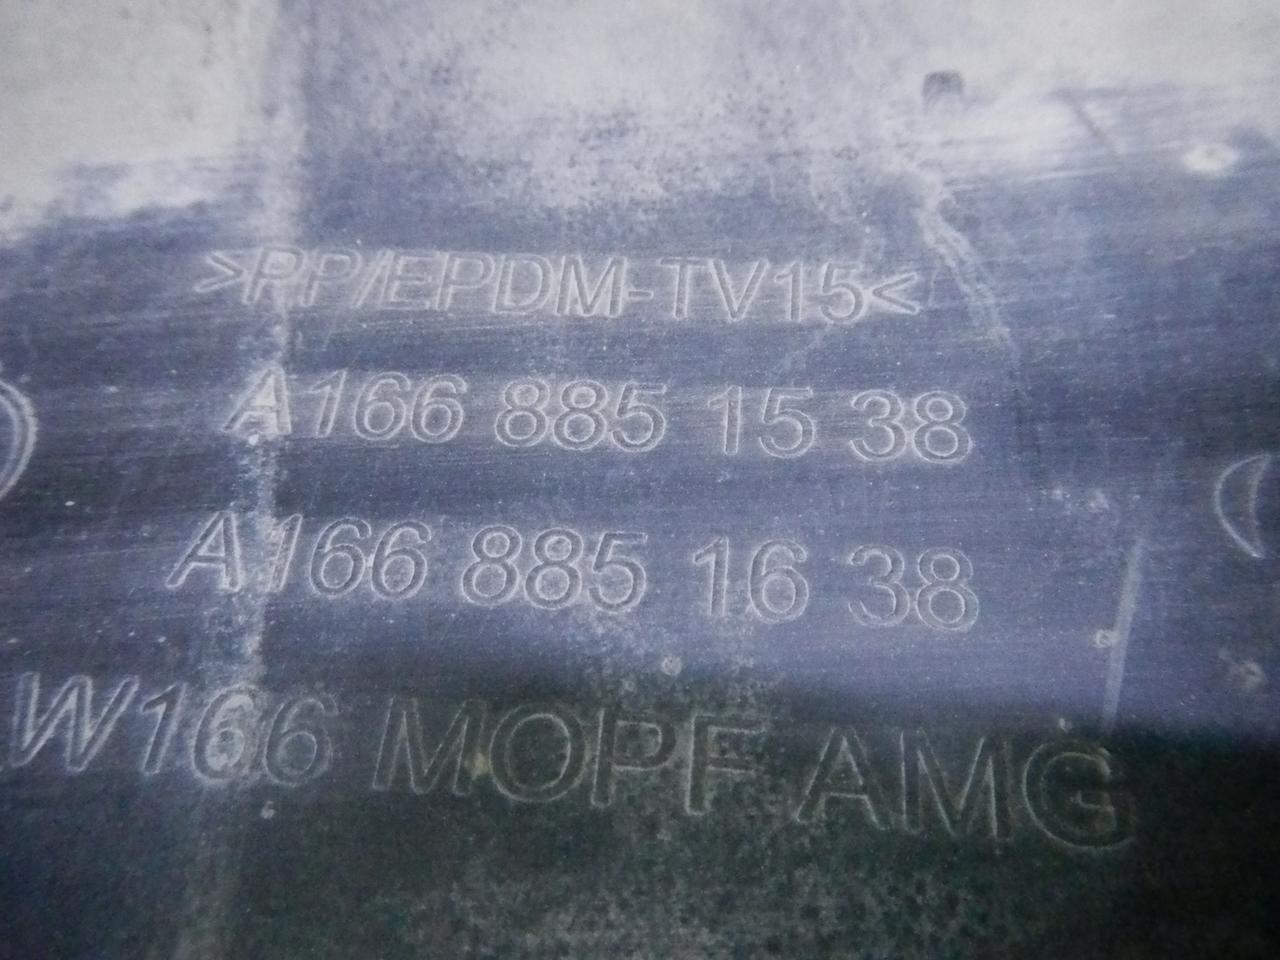 >PP/EPDM-TV15<
A166 885 15 38
A166 885 16 38
W166 MOPF AMG